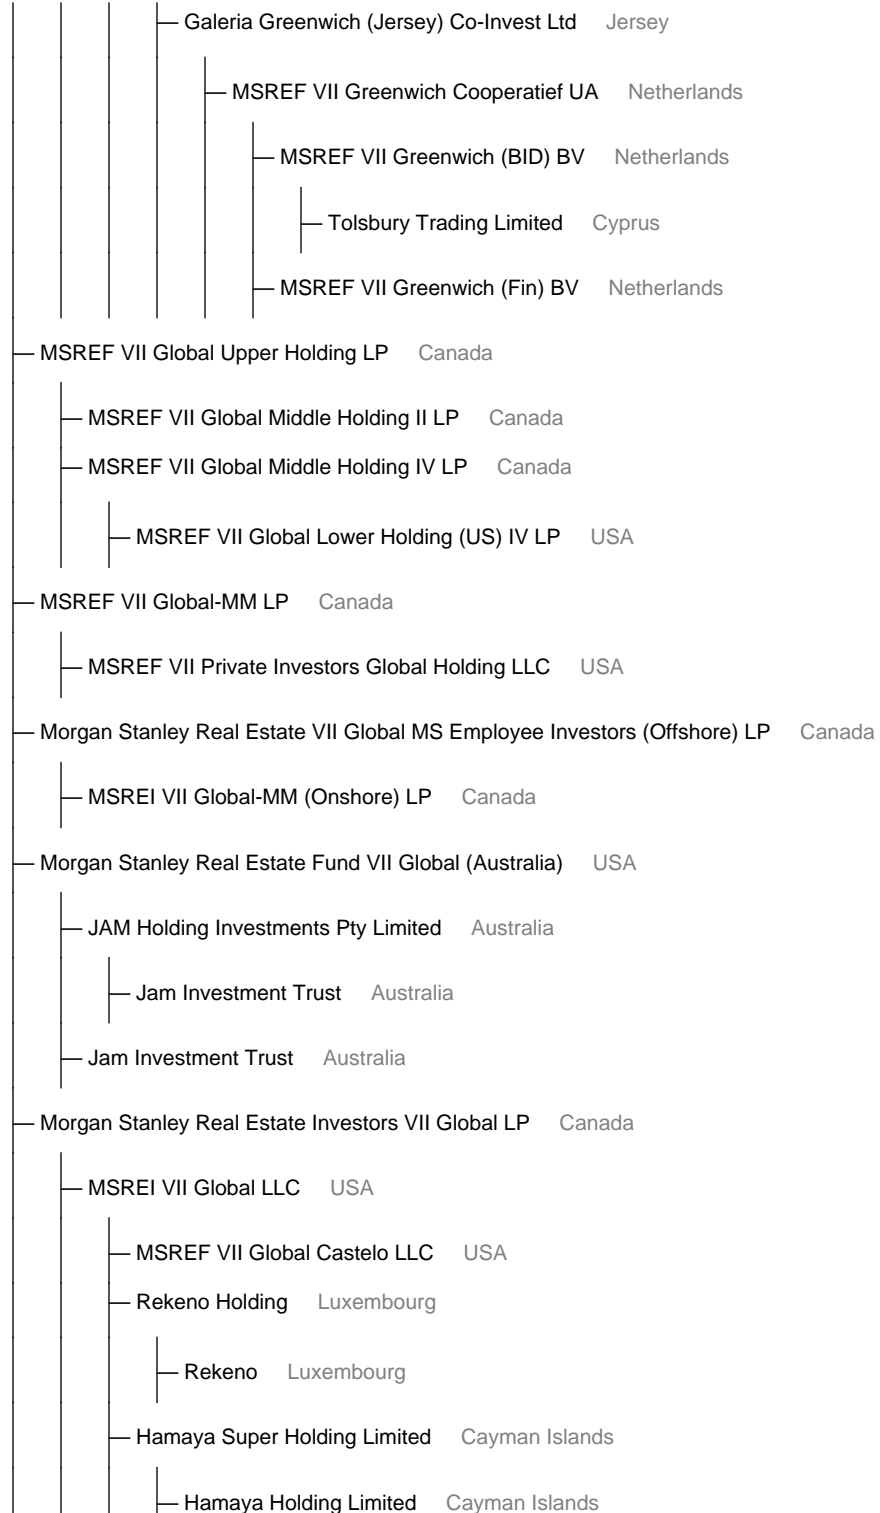 Galeria Greenwich (Jersey) Co-Invest Ltd Jersey
MSREF VII Greenwich Cooperatief UA Netherlands
MSREF VII Greenwich (BID) BV Netherlands
Tolsbury Trading Limited Cyprus
MSREF VII Greenwich (Fin) BV Netherlands
MSREF VII Global Upper Holding LP Canada
MSREF VII Global Middle Holding II LP Canada
MSREF VII Global Middle Holding IV LP Canada
MSREF VII Global Lower Holding (US) IV LP USA
MSREF VII Global-MM LP Canada
MSREF VII Private Investors Global Holding LLC USA
Morgan Stanley Real Estate VII Global MS Employee Investors (Offshore) LP Canada
MSREI VII Global-MM (Onshore) LP Canada
Morgan Stanley Real Estate Fund VII Global (Australia) USA
JAM Holding Investments Pty Limited Australia
Jam Investment Trust Australia
Jam Investment Trust Australia
Morgan Stanley Real Estate Investors VII Global LP Canada
MSREI VII Global LLC USA
MSREF VII Global Castelo LLC USA
Rekeno Holding Luxembourg
Rekeno Luxembourg
Hamaya Super Holding Limited Cayman Islands
Hamaya Holding Limited Cayman Islands